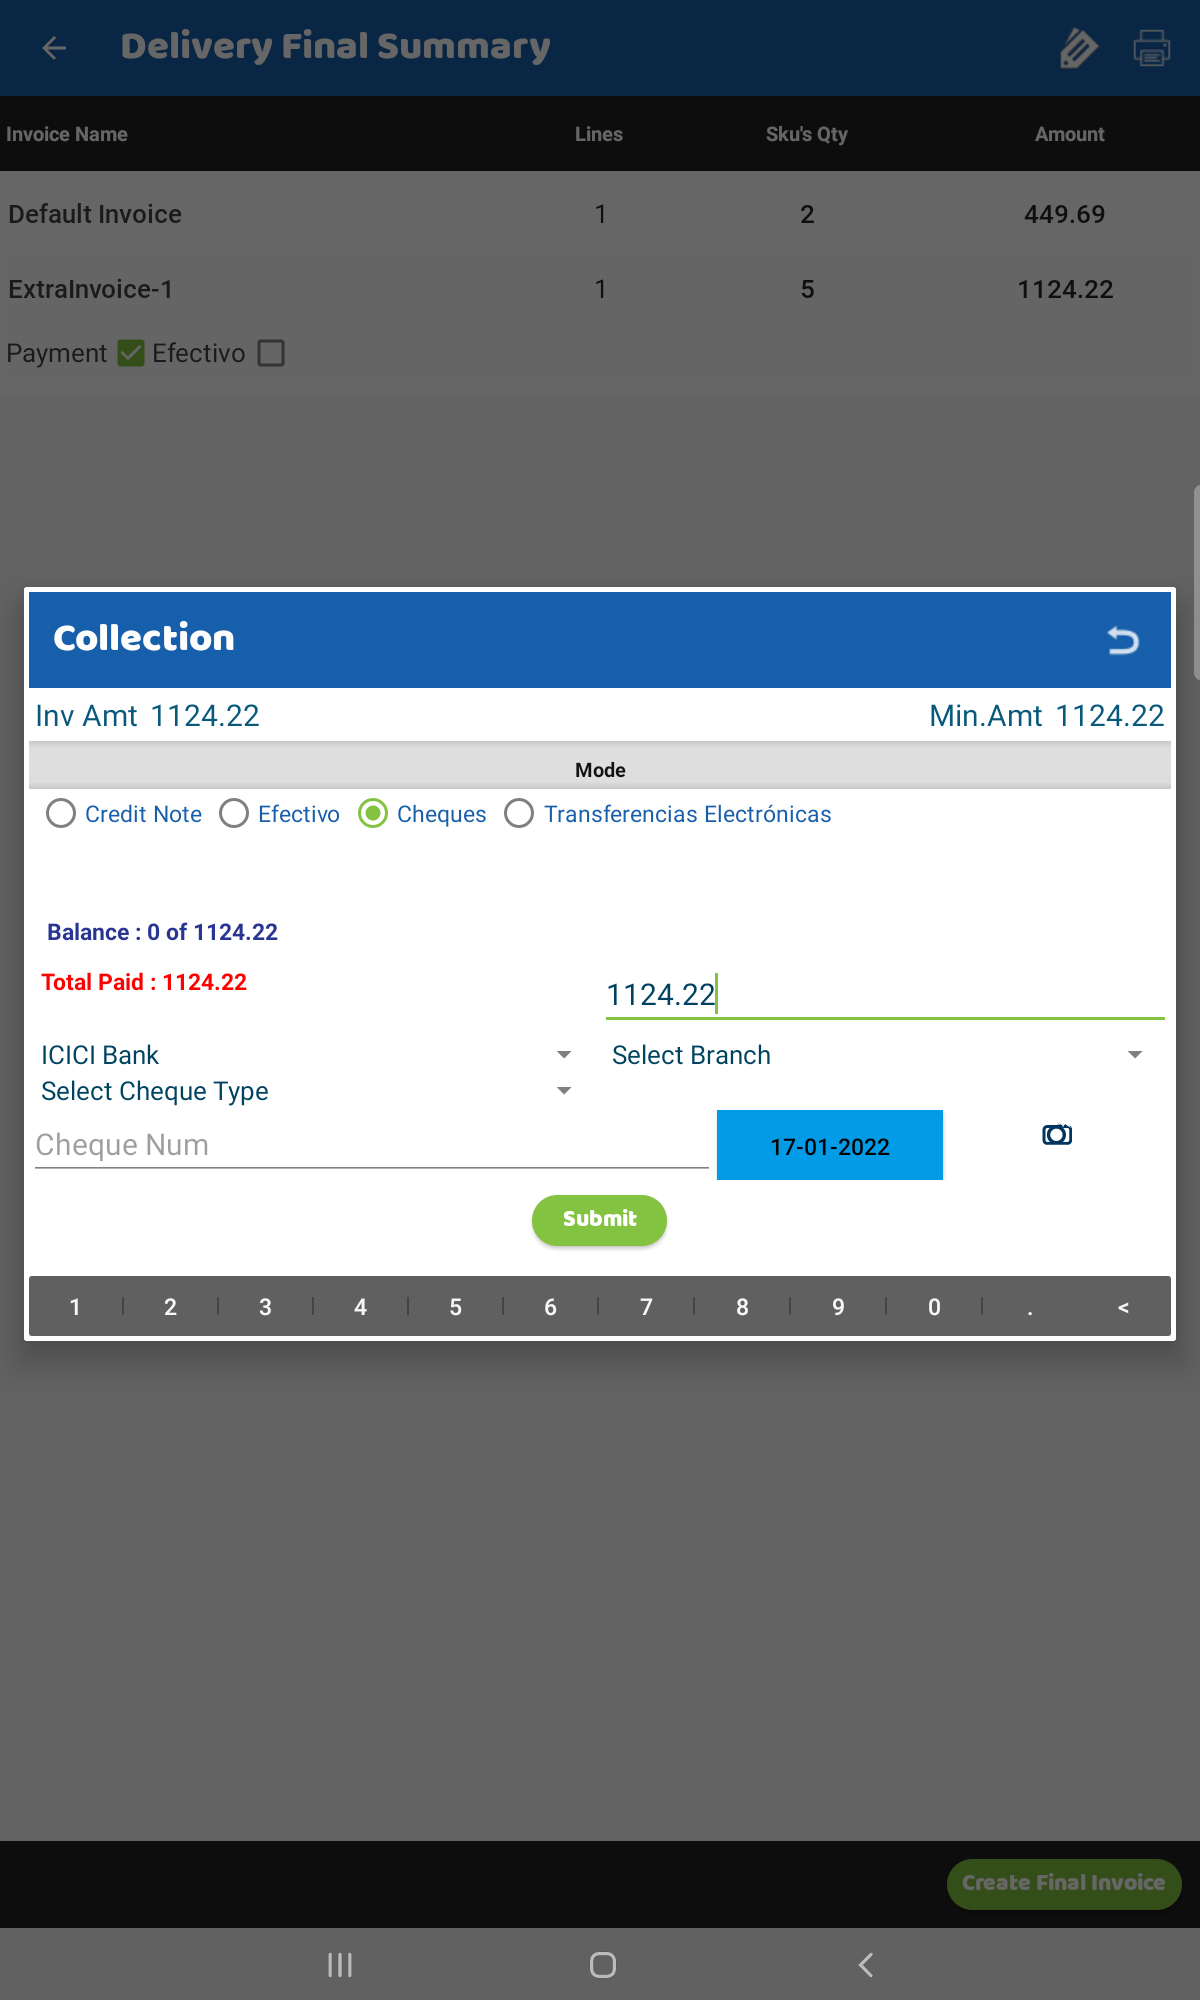 Delivery Final Summary
Invoice Name Lines Sku's Qty Amount
Default Invoice 1 2 449.69
ExtraInvoice-1 1 5 1124.22
Payment Efectivo
Collection
Inv Amt 1124.22 Min.Amt 1124.22
Mode
Credit Note Efectivo Cheques Transferencias Electrónicas
Balance : 0 of 1124.22
Total Paid : 1124.22
1124.22
ICICI Bank Select Branch
Select Cheque Type
Cheque Num 17-01-2022
Submit
1 2 3 4 5 6 7 8 9 0 . <
Create Final Invoice